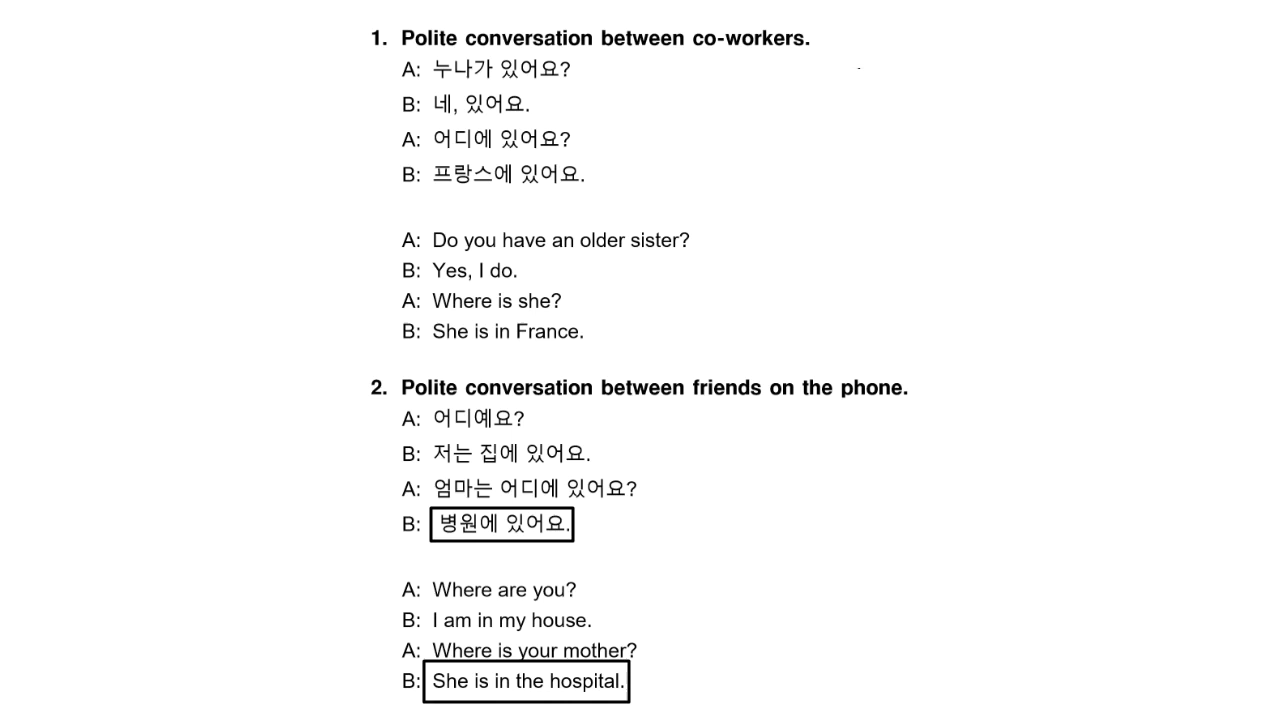 1. Polite conversation between co-workers.
A: 누나가 있어요?
B: 네, 있어요.
A: 어디에 있어요?
B: 프랑스에 있어요.
A: Do you have an older sister?
B: Yes, I do.
A: Where is she?
B: She is in France.
2. Polite conversation between friends on the phone.
A: 어디예요?
B: 저는 집에 있어요.
A: 엄마는 어디에 있어요?
B: 병원에 있어요.
A: Where are you?
B: I am in my house.
A: Where is your mother?
B: She is in the hospital.